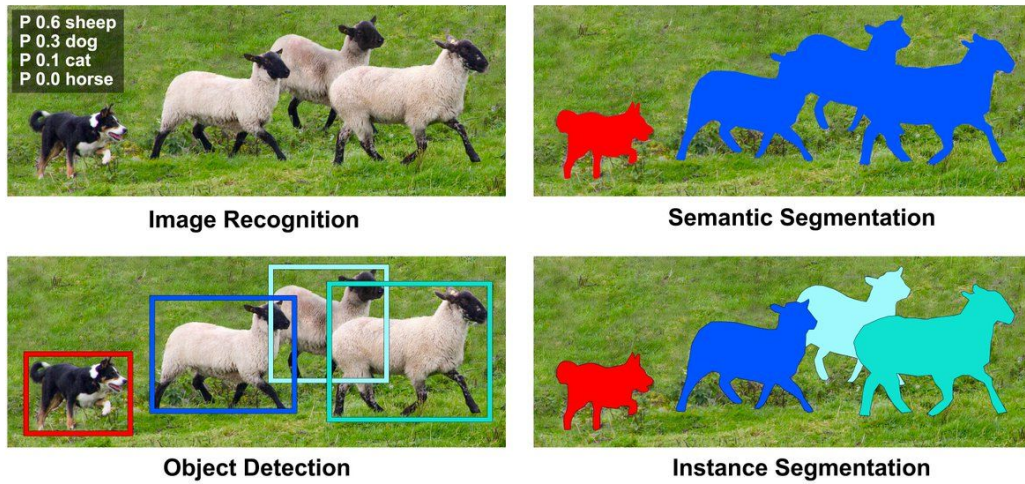 P 0.6 sheep
P 0.3 dog
P 0.1 cat
P 0.0 horse
Image Recognition
Semantic Segmentation
Object Detection
Instance Segmentation